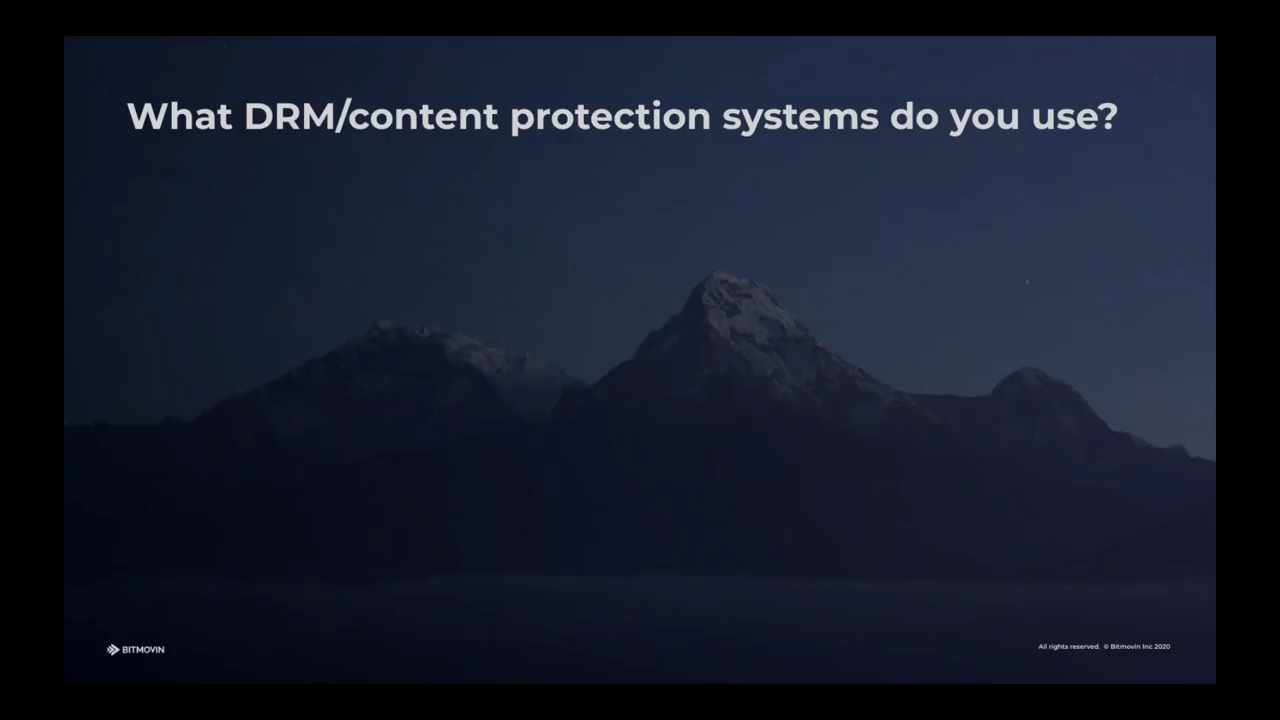 What DRM/content protection systems do you use?
BITMOVIN
All rights reserved. © Bitmovin Inc 2020